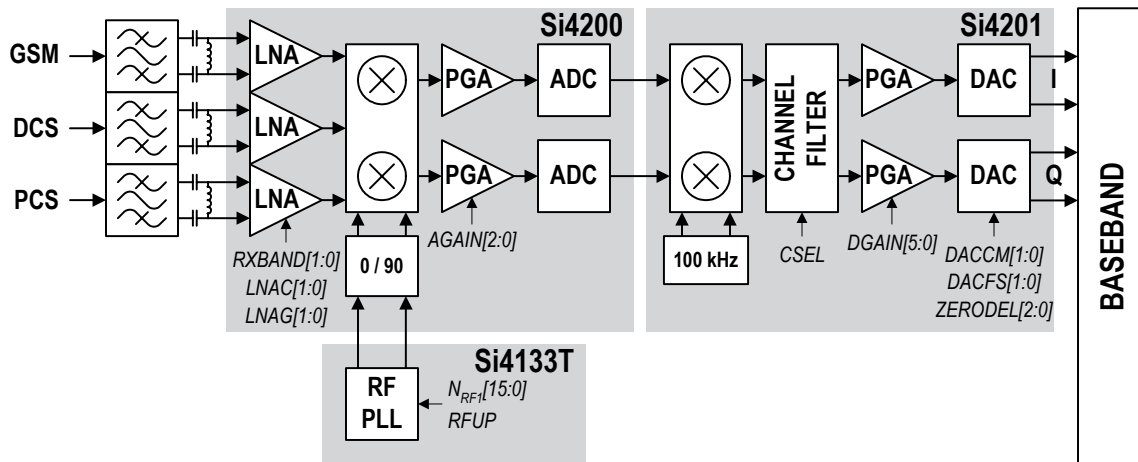 Si4200
Si4201
GSM
DCS
PCS
LNA
LNA
LNA
PGA
ADC
PGA
ADC
CHANNEL
FILTER
PGA
DAC
PGA
DAC
I
Q
BASEBAND
RXBAND[1:0]
LNAC[1:0]
LNAG[1:0]
0 / 90
AGAIN[2:0]
100 kHz
CSEL
DGAIN[5:0]
DACCM[1:0]
DACFS[1:0]
ZERODEL[2:0]
Si4133T
RF
PLL
NRF1[15:0]
RFUP